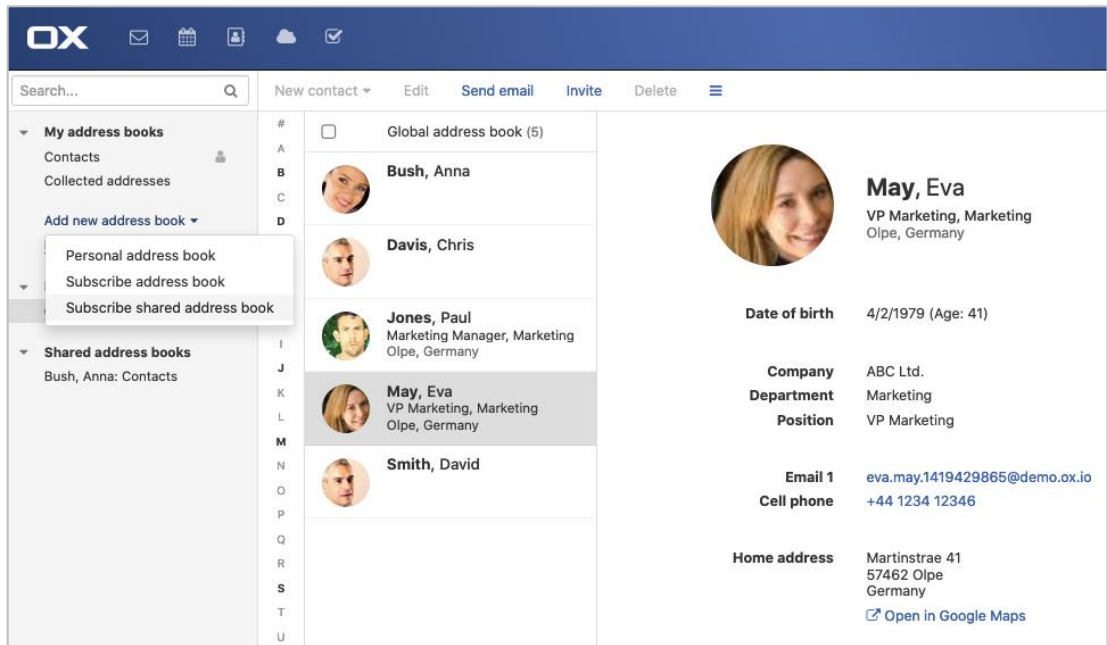 OX
Search...
New contact
Edit
Send email
Invite
Delete
My address books
Contacts
Collected addresses
Add new address book
Personal address book
Subscribe address book
Subscribe shared address book
Shared address books
Bush, Anna: Contacts
#
A
B
C
D
I
J
K
L
M
N
O
P
Q
R
S
T
U
Global address book (5)
Bush, Anna
Davis, Chris
Jones, Paul
Marketing Manager, Marketing
Olpe, Germany
May, Eva
VP Marketing, Marketing
Olpe, Germany
Smith, David
May, Eva
VP Marketing, Marketing
Olpe, Germany
Date of birth 4/2/1979 (Age: 41)
Company ABC Ltd.
Department Marketing
Position VP Marketing
Email 1 eva.may.1419429865@demo.ox.io
Cell phone +44 1234 12346
Home address Martinstrae 41
57462 Olpe
Germany
Open in Google Maps